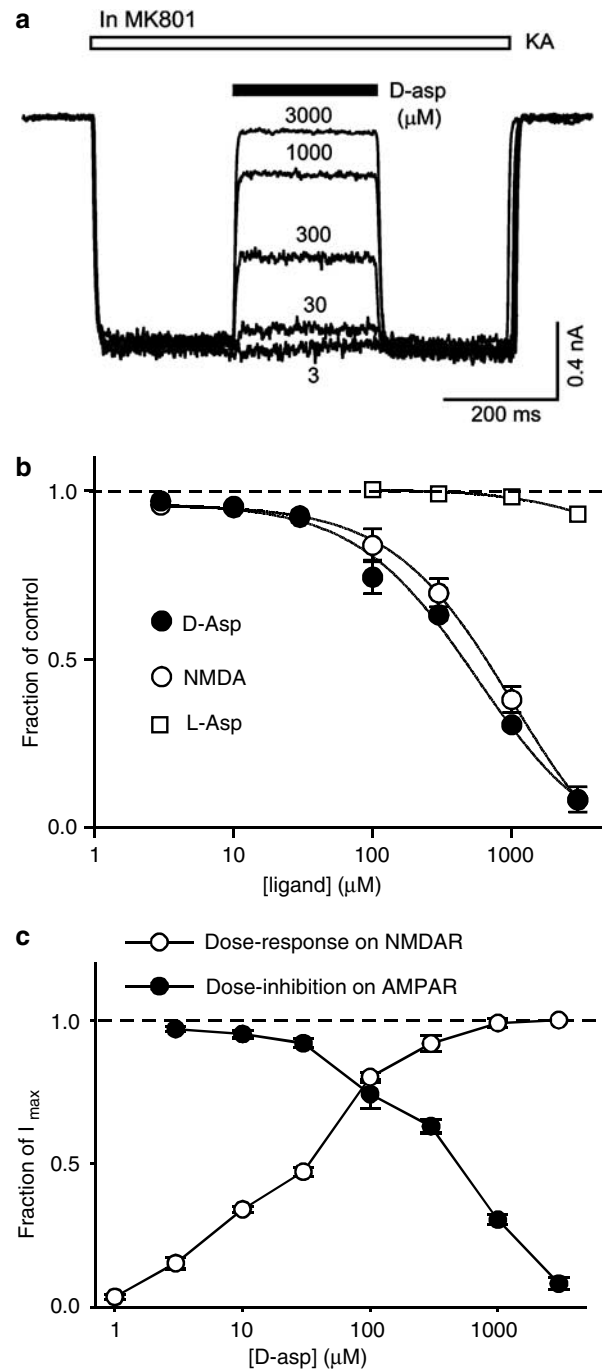 a
In MK801
KA
D-asp
(µM)
3000
1000
300
30
3
0.4 nA
200 ms
b
1.0
0.5
0.0
Fraction of control
D-Asp
NMDA
L-Asp
1 10 100 1000
[ligand] (µM)
c
Dose-response on NMDAR
Dose-inhibition on AMPAR
1.0
0.5
0.0
Fraction of I max
1 10 100 1000
[D-asp] (µM)